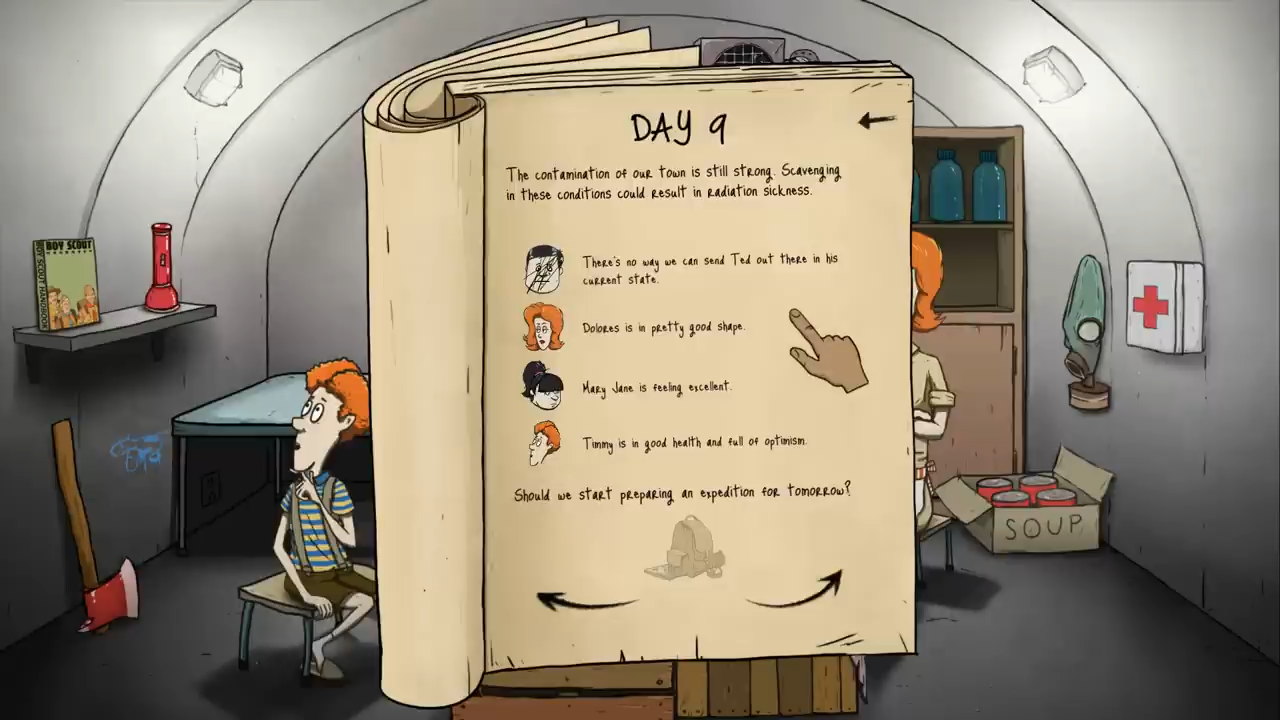 DAY 9
The contamination of our town is still strong. Scavenging
in these conditions could result in radiation sickness.
There's no way we can send Ted out there in his
current state.
Dolores is in pretty good shape.
Mary Jane is feeling excellent.
Timmy is in good health and full of optimism.
Should we start preparing an expedition for tomorrow?
BOY SCOUT
BOY SCOUT HANDBOOK
SOUP